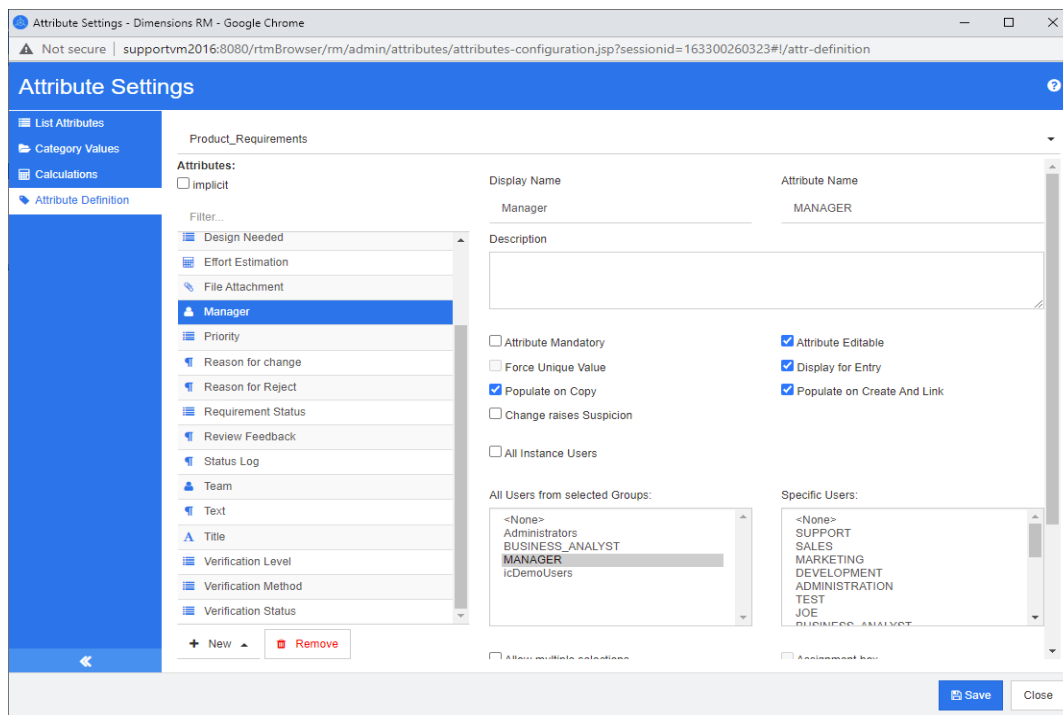 Attribute Settings - Dimensions RM - Google Chrome
Not secure | supportvm2016:8080/rtmBrowser/rm/admin/attributes/attributes-configuration.jsp?sessionid=163300260323#!/attr-definition
Attribute Settings
List Attributes
Category Values
Calculations
Attribute Definition
Product_Requirements
Attributes:
implicit
Filter...
Design Needed
Effort Estimation
File Attachment
Manager
Priority
Reason for change
Reason for Reject
Requirement Status
Review Feedback
Status Log
Team
Text
Title
Verification Level
Verification Method
Verification Status
New
Remove
Display Name
Attribute Name
Manager
MANAGER
Description
Attribute Mandatory
Attribute Editable
Force Unique Value
Display for Entry
Populate on Copy
Populate on Create And Link
Change raises Suspicion
All Instance Users
All Users from selected Groups:
<None>
Administrators
BUSINESS_ANALYST
MANAGER
icDemoUsers
Specific Users:
<None>
SUPPORT
SALES
MARKETING
DEVELOPMENT
ADMINISTRATION
TEST
JOE
BUSINESS_ANALYST
Allow multiple selections
Assignment box
Save
Close